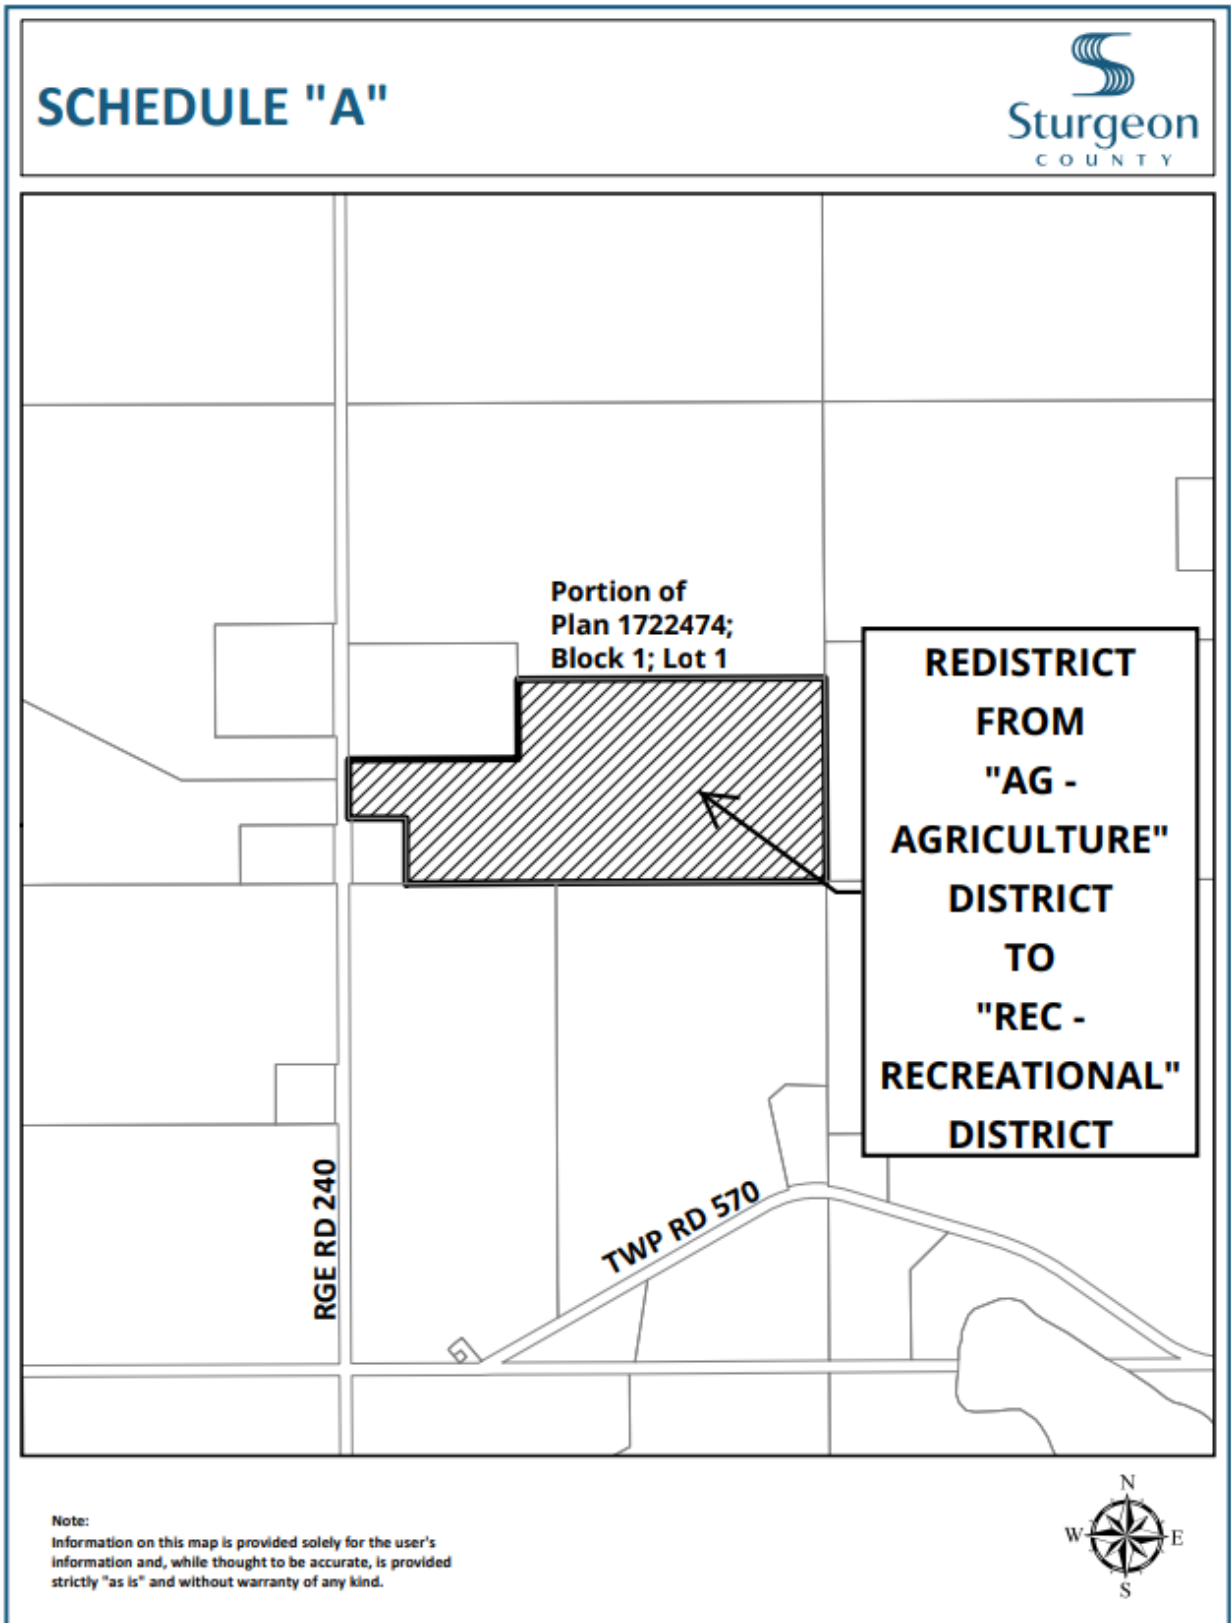 SCHEDULE "A"
Sturgeon
COUNTY
Portion of
Plan 1722474;
Block 1; Lot 1
REDISTRICT
FROM
"AG -
AGRICULTURE"
DISTRICT
TO
"REC -
RECREATIONAL"
DISTRICT
RGE RD 240
TWP RD 570
Note:
Information on this map is provided solely for the user's
information and, while thought to be accurate, is provided
strictly "as is" and without warranty of any kind.
N
W
E
S